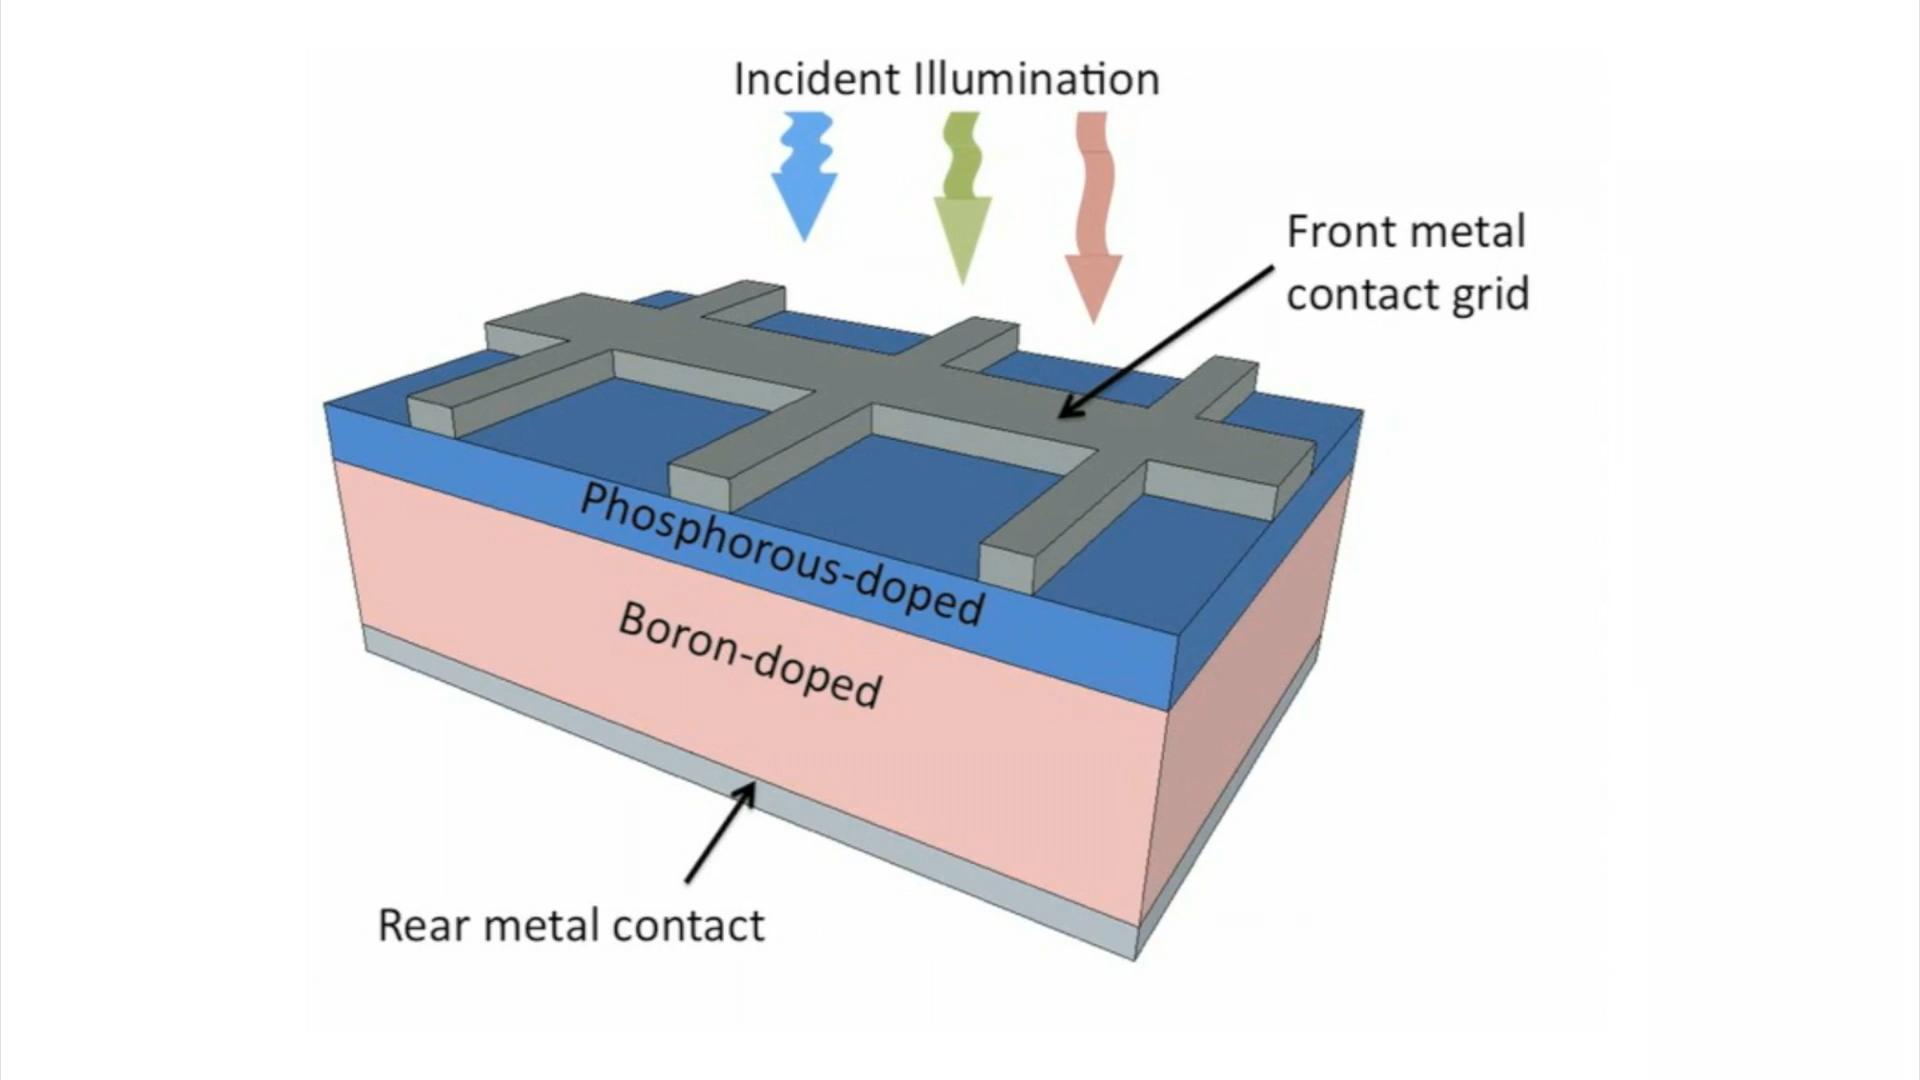 Incident Illumination
Front metal
contact grid
Phosphorous-doped
Boron-doped
Rear metal contact